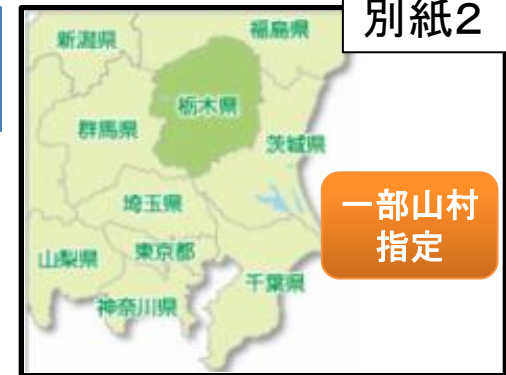 別紙2
新潟県
福島県
栃木県
群馬県
茨城県
一部山村
指定
埼玉県
東京都
山梨県
千葉県
神奈川県